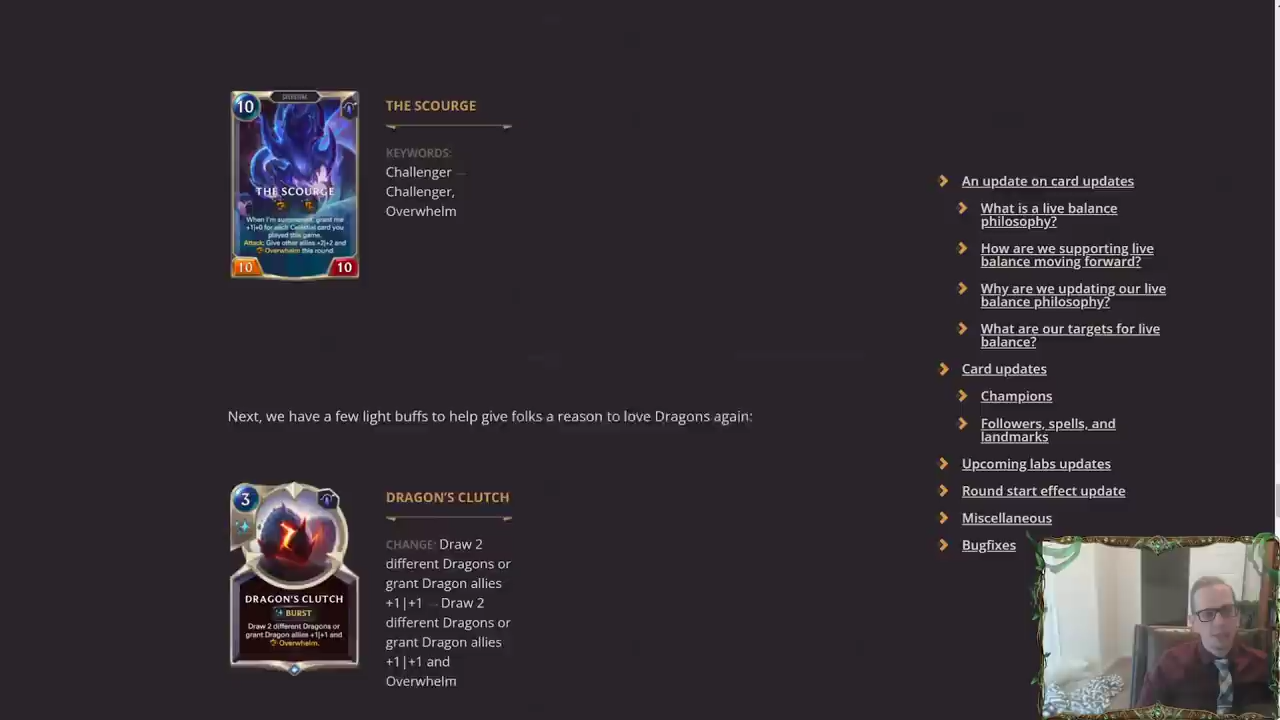 10
THE SCOURGE
When I'm summoned, grant me
+1|+0 for each Celestial card you
played this game.
Attack: Give other allies +2|+2 and
Overwhelm this round.
10
10
THE SCOURGE
KEYWORDS:
Challenger →
Challenger,
Overwhelm
Next, we have a few light buffs to help give folks a reason to love Dragons again:
3
DRAGON'S CLUTCH
BURST
Draw 2 different Dragons or
grant Dragon allies +1|+1 and
Overwhelm.
DRAGON'S CLUTCH
CHANGE: Draw 2
different Dragons or
grant Dragon allies
+1|+1 → Draw 2
different Dragons or
grant Dragon allies
+1|+1 and
Overwhelm
An update on card updates
What is a live balance
philosophy?
How are we supporting live
balance moving forward?
Why are we updating our live
balance philosophy?
What are our targets for live
balance?
Card updates
Champions
Followers, spells, and
landmarks
Upcoming labs updates
Round start effect update
Miscellaneous
Bugfixes